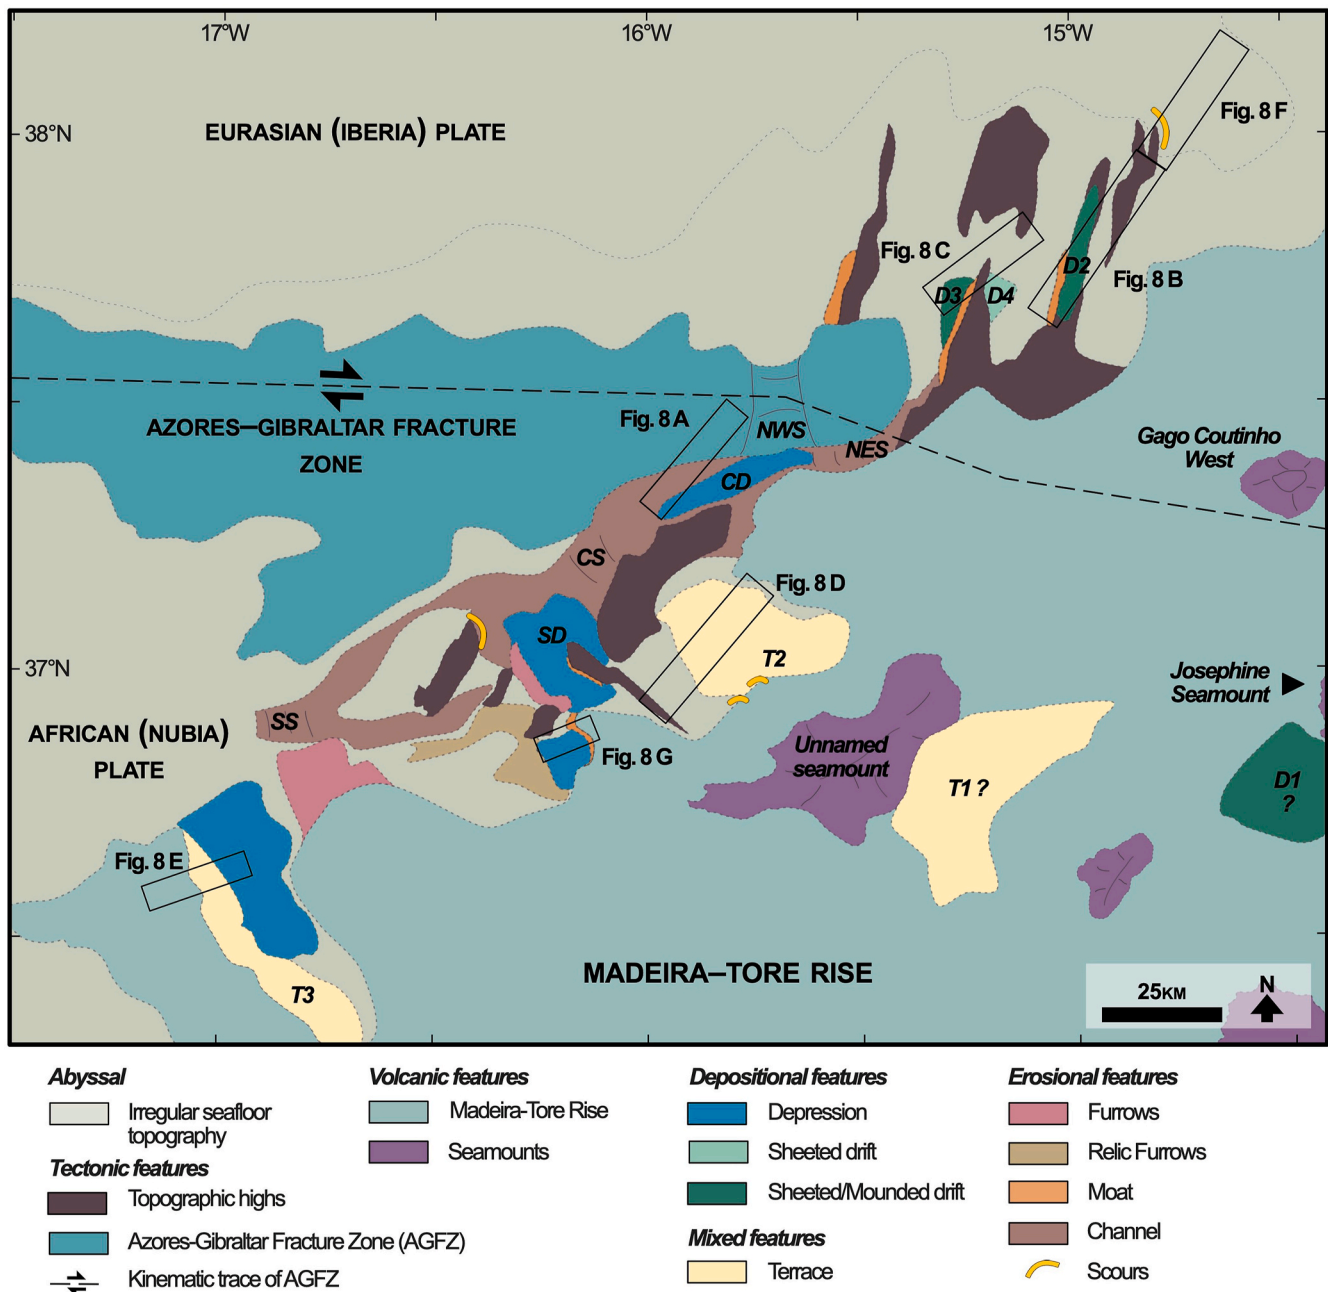 17°W
16°W
15°W
38°N
EURASIAN (IBERIA) PLATE
Fig. 8 F
Fig. 8 C
D2
Fig. 8 B
D3
D4
AZORES–GIBRALTAR FRACTURE
ZONE
Fig. 8 A
NWS
NES
Gago Coutinho
West
CD
CS
Fig. 8 D
SD
T2
37°N
Josephine
Seamount
SS
AFRICAN (NUBIA)
PLATE
Fig. 8 G
Unnamed
seamount
T1 ?
D1
?
Fig. 8 E
MADEIRA–TORE RISE
T3
25KM
N
Abyssal
Irregular seafloor
topography
Tectonic features
Topographic highs
Azores-Gibraltar Fracture Zone (AGFZ)
Kinematic trace of AGFZ
Volcanic features
Madeira-Tore Rise
Seamounts
Depositional features
Depression
Sheeted drift
Sheeted/Mounded drift
Mixed features
Terrace
Erosional features
Furrows
Relic Furrows
Moat
Channel
Scours